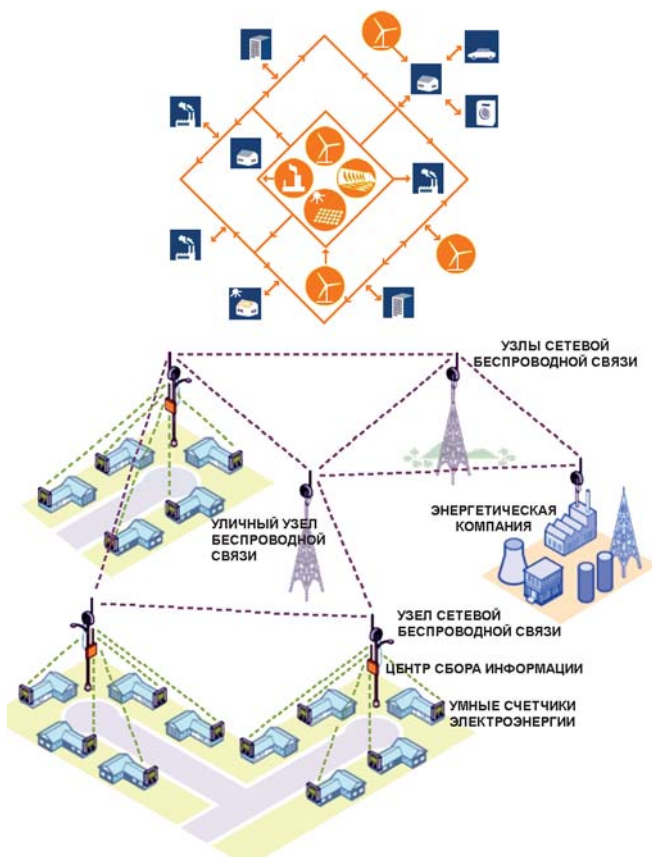 УЗЛЫ СЕТЕВОЙ
БЕСПРОВОДНОЙ СВЯЗИ
ЭНЕРГЕТИЧЕСКАЯ
КОМПАНИЯ
УЛИЧНЫЙ УЗЕЛ
БЕСПРОВОДНОЙ
СВЯЗИ
УЗЕЛ СЕТЕВОЙ
БЕСПРОВОДНОЙ СВЯЗИ
ЦЕНТР СБОРА ИНФОРМАЦИИ
УМНЫЕ СЧЕТЧИКИ
ЭЛЕКТРОЭНЕРГИИ